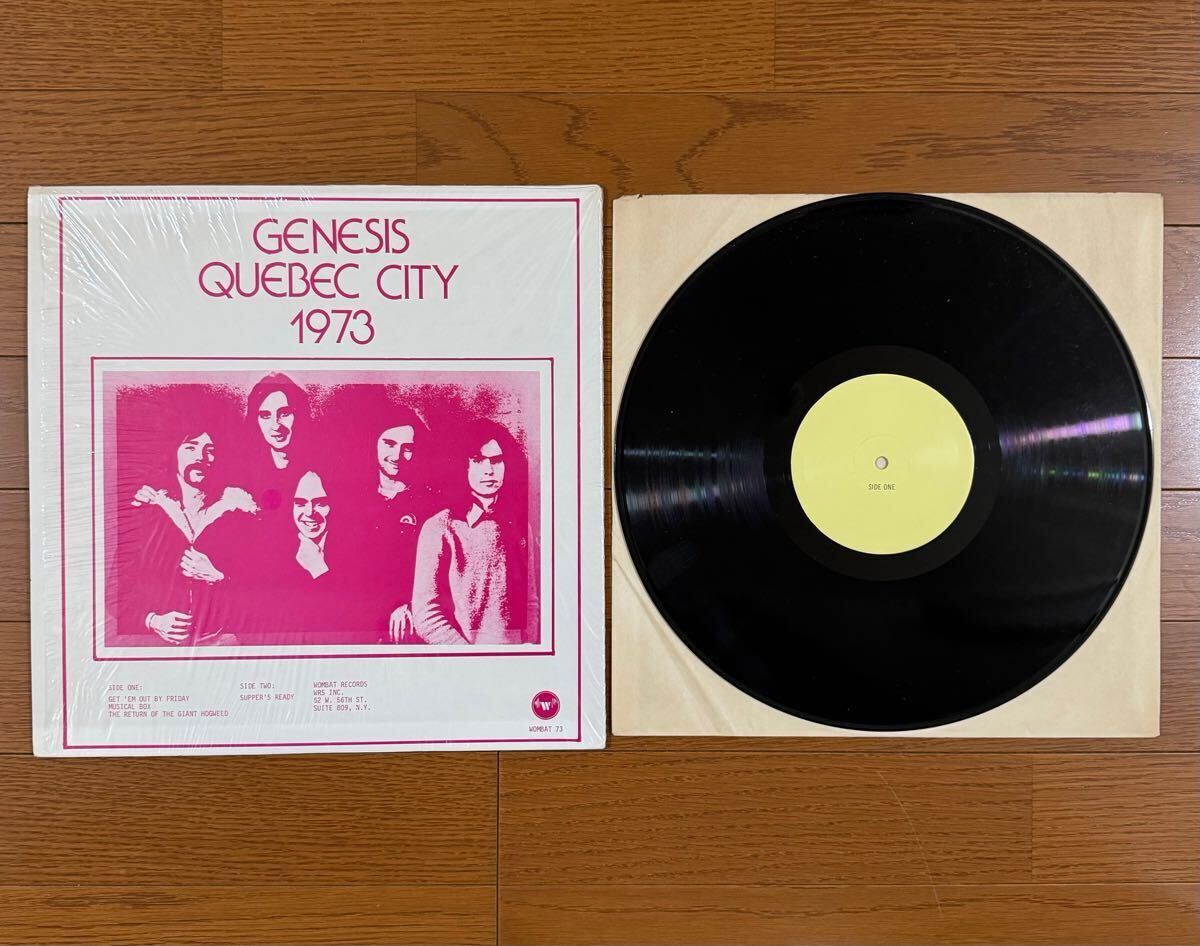 GENESIS
QUEBEC CITY
1973
SIDE ONE:
GET 'EM OUT BY FRIDAY
MUSICAL BOX
THE RETURN OF THE GIANT HOGWEED
SIDE TWO:
SUPPER'S READY
WOMBAT RECORDS
WRS INC.
52 W. 56TH ST.
SUITE 809, N.Y.
W
WOMBAT 73
SIDE ONE